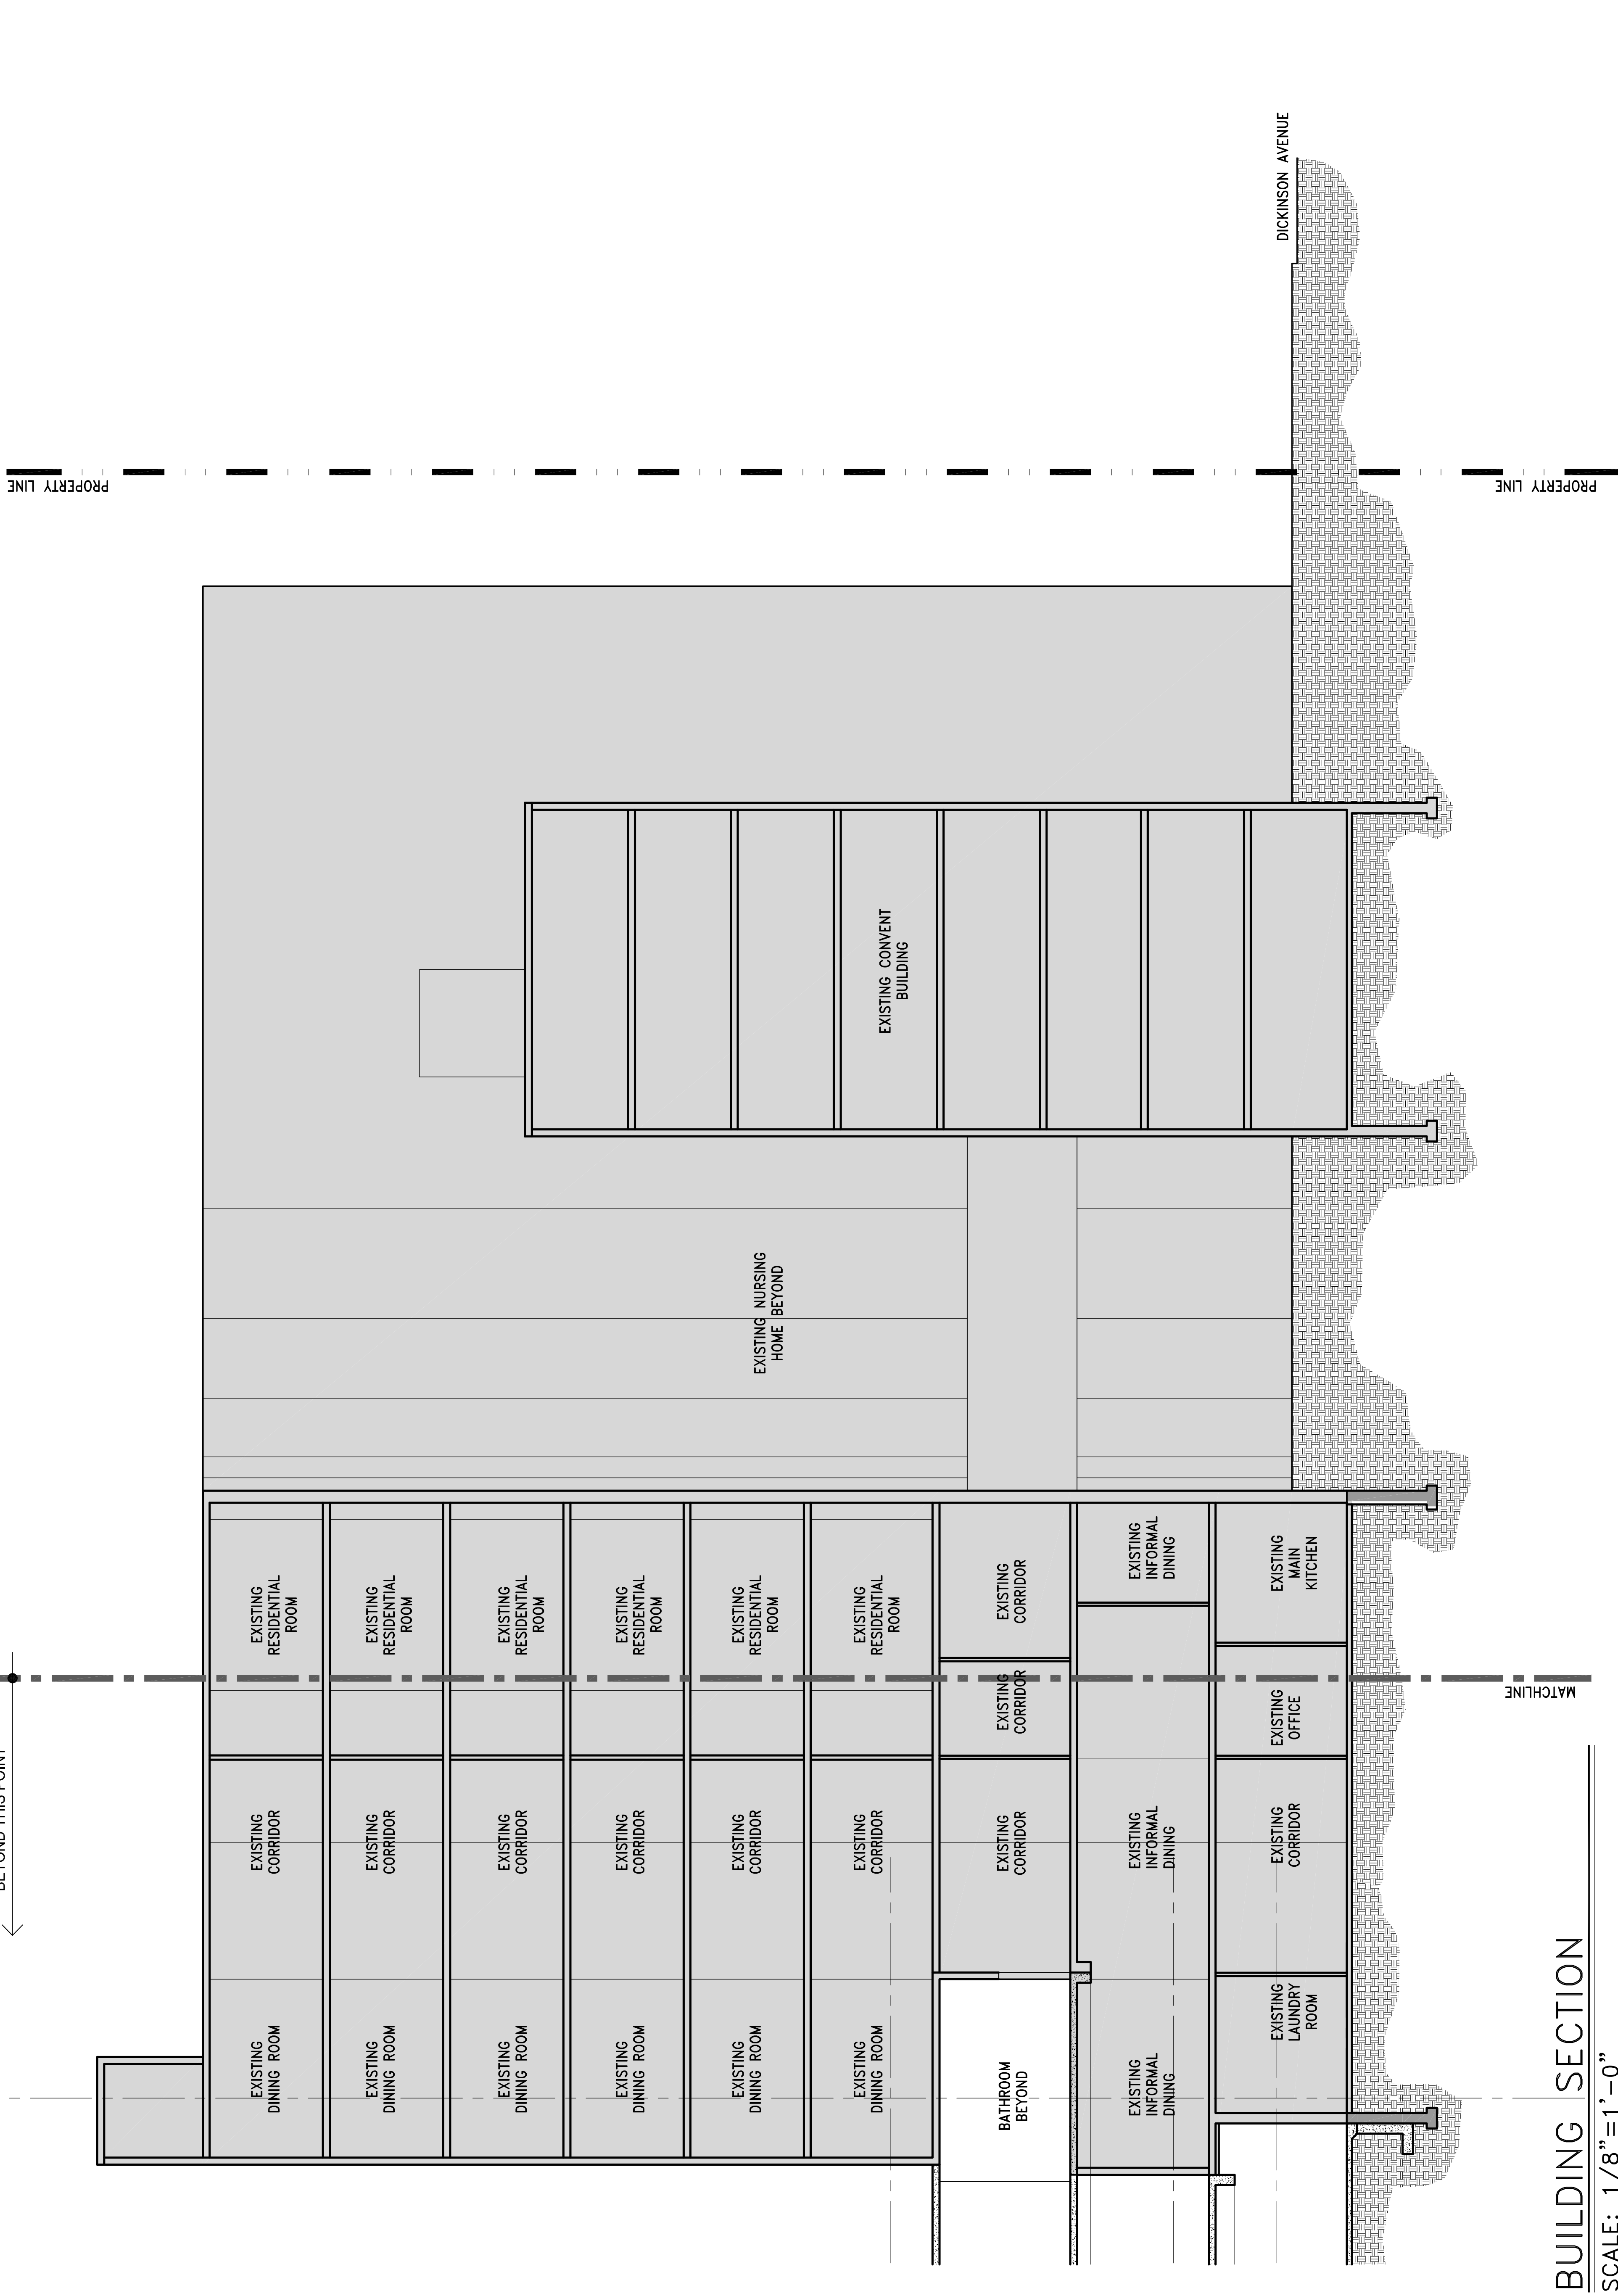 BEYOND THIS POINT
PROPERTY LINE
PROPERTY LINE
DICKINSON AVENUE
MATCHLINE
EXISTING
DINING ROOM
EXISTING
CORRIDOR
EXISTING
RESIDENTIAL
ROOM
EXISTING
DINING ROOM
EXISTING
CORRIDOR
EXISTING
RESIDENTIAL
ROOM
EXISTING
DINING ROOM
EXISTING
CORRIDOR
EXISTING
RESIDENTIAL
ROOM
EXISTING
DINING ROOM
EXISTING
CORRIDOR
EXISTING
RESIDENTIAL
ROOM
EXISTING
DINING ROOM
EXISTING
CORRIDOR
EXISTING
RESIDENTIAL
ROOM
EXISTING
DINING ROOM
EXISTING
CORRIDOR
EXISTING
RESIDENTIAL
ROOM
EXISTING NURSING
HOME BEYOND
EXISTING CONVENT
BUILDING
BATHROOM
BEYOND
EXISTING
CORRIDOR
EXISTING
CORRIDOR
EXISTING
CORRIDOR
EXISTING
INFORMAL
DINING
EXISTING
INFORMAL
DINING
EXISTING
INFORMAL
DINING
EXISTING
LAUNDRY
ROOM
EXISTING
CORRIDOR
EXISTING
OFFICE
EXISTING
MAIN
KITCHEN
BUILDING SECTION
SCALE: 1/8"=1'-0"